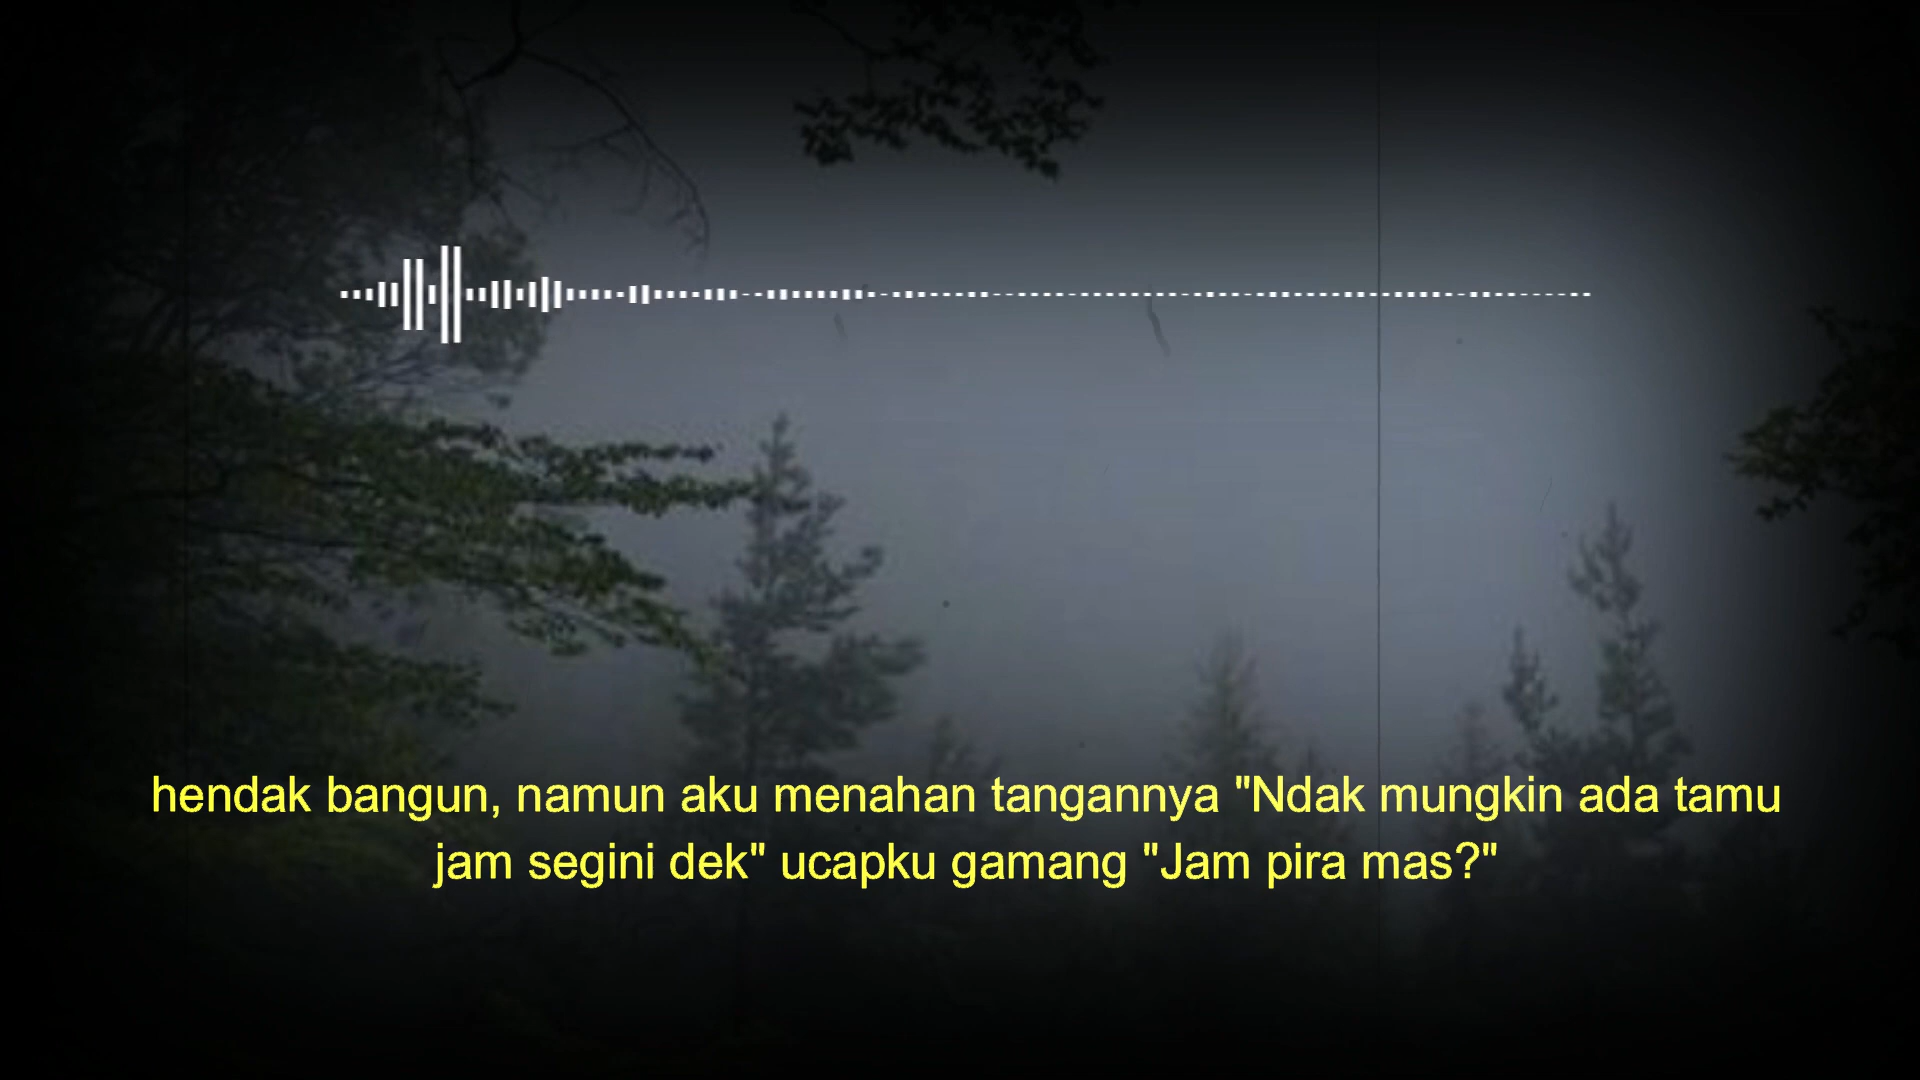 hendak bangun, namun aku menahan tangannya "Ndak mungkin ada tamu
jam segini dek" ucapku gamang "Jam pira mas?"